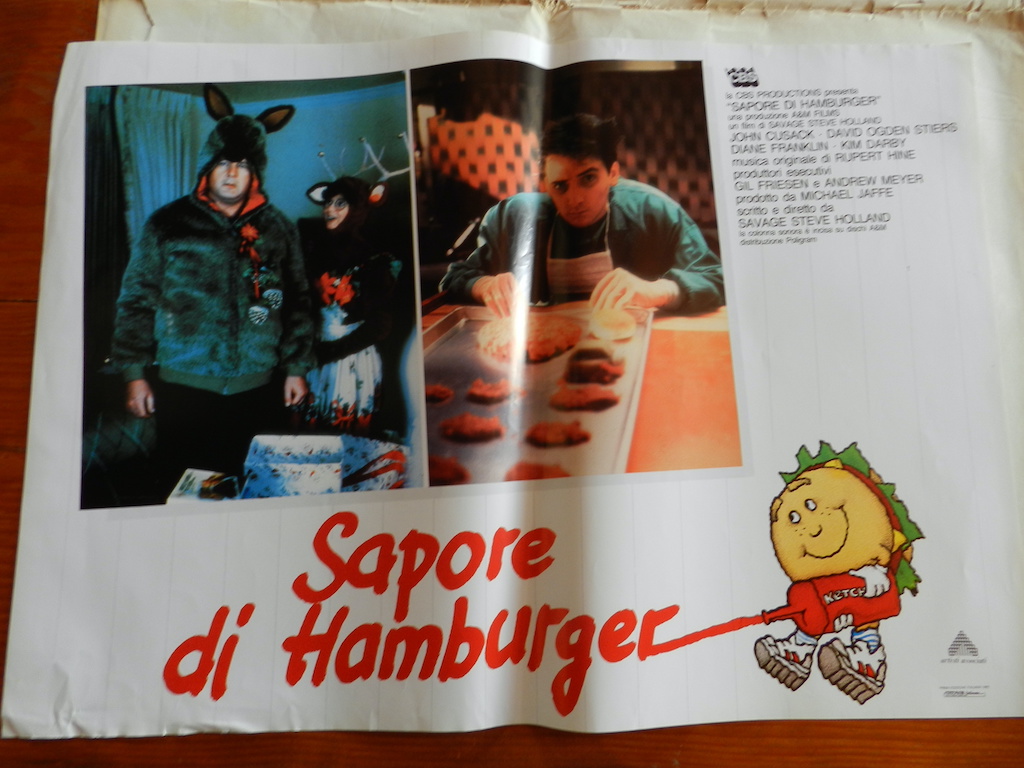 CBS
la CBS PRODUCTIONS presenta
"SAPORE DI HAMBURGER"
una produzione A&M FILMS
un film di SAVAGE STEVE HOLLAND
JOHN CUSACK · DAVID OGDEN STIERS
DIANE FRANKLIN · KIM DARBY
musica originale di RUPERT HINE
produttori esecutivi
GIL FRIESEN e ANDREW MEYER
prodotto da MICHAEL JAFFE
scritto e diretto da
SAVAGE STEVE HOLLAND
la colonna sonora è incisa su dischi A&M
distribuzione Poligram
Sapore
di Hamburger
KETCH
artisti associati